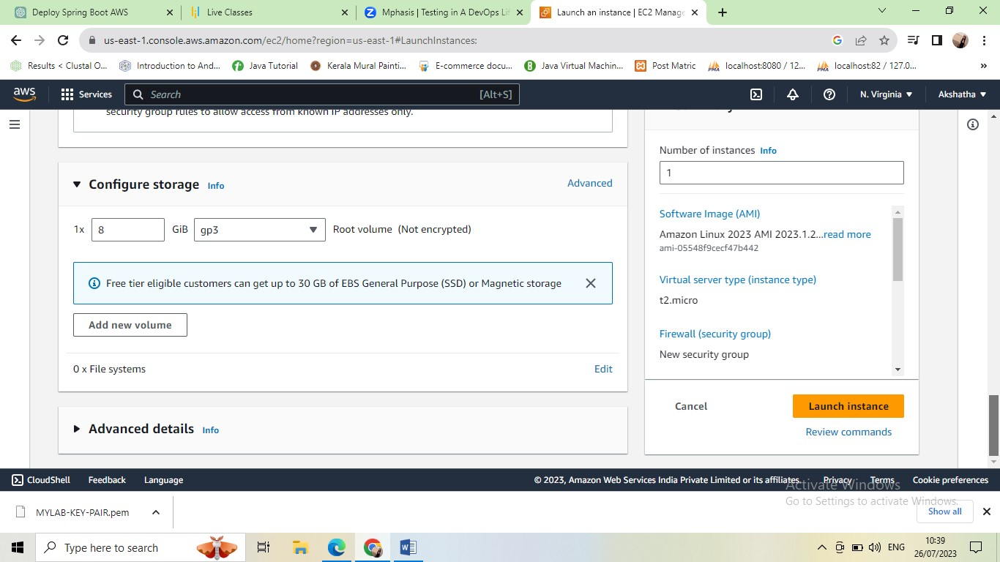 Deploy Spring Boot AWS
Live Classes
Mphasis | Testing in A DevOps Li
Launch an instance | EC2 Manage
us-east-1.console.aws.amazon.com/ec2/home?region=us-east-1#LaunchInstances:
Results < Clustal O...
Introduction to And...
Java Tutorial
Kerala Mural Painti...
E-commerce docu...
Java Virtual Machin...
Post Matric
localhost:8080 / 12...
localhost:82 / 127.0...
»
aws
Services
Search
[Alt+S]
N. Virginia
Akshatha
security group rules to allow access from known IP addresses only.
Configure storage Info
Advanced
1x
8
GiB
gp3
Root volume (Not encrypted)
Free tier eligible customers can get up to 30 GB of EBS General Purpose (SSD) or Magnetic storage
Add new volume
0 x File systems
Edit
Advanced details Info
Number of instances Info
1
Software Image (AMI)
Amazon Linux 2023 AMI 2023.1.2...read more
ami-05548f9cecf47b442
Virtual server type (instance type)
t2.micro
Firewall (security group)
New security group
Cancel
Launch instance
Review commands
CloudShell
Feedback
Language
© 2023, Amazon Web Services India Private Limited or its affiliates.
Privacy
Terms
Cookie preferences
Activate Windows
Go to Settings to activate Windows.
MYLAB-KEY-PAIR.pem
Show all
Type here to search
ENG
10:39
26/07/2023